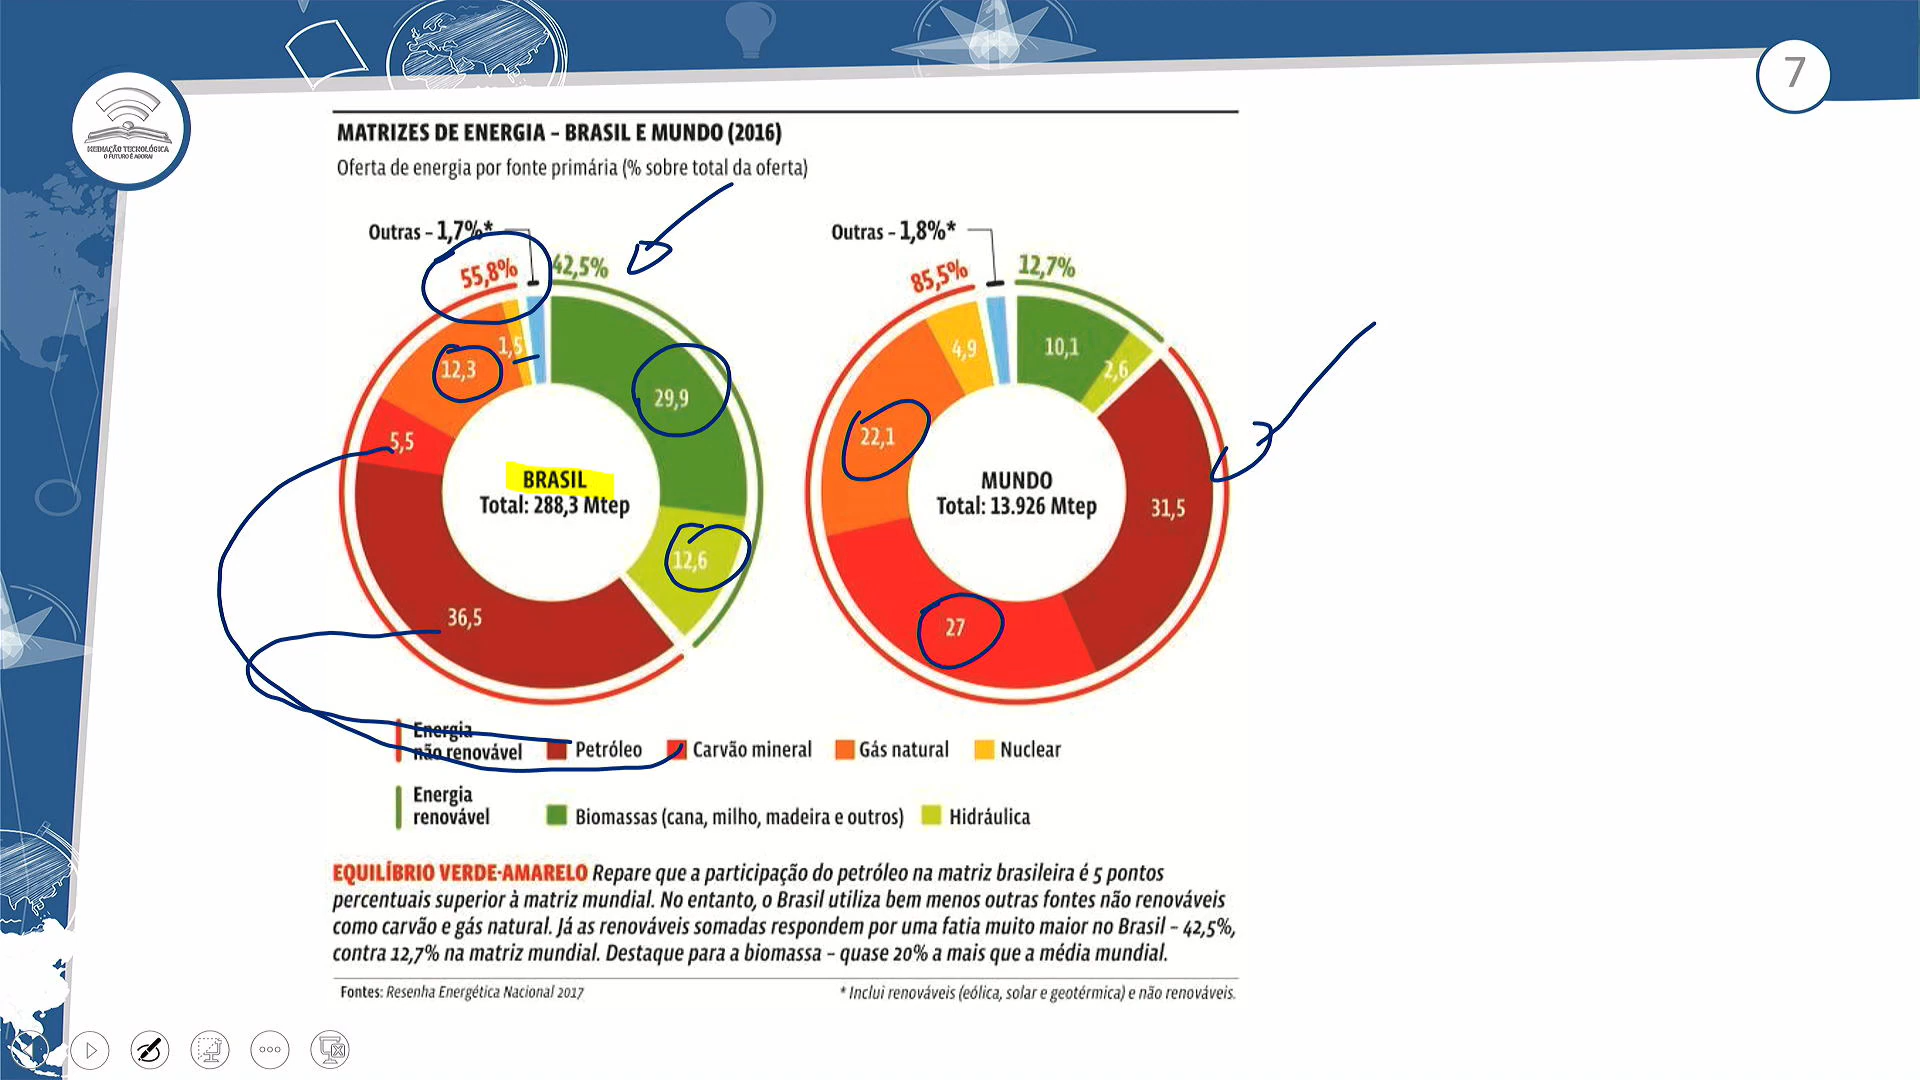 7
MEDIAÇÃO TECNOLÓGICA
O FUTURO É AGORA!
MATRIZES DE ENERGIA – BRASIL E MUNDO (2016)
Oferta de energia por fonte primária (% sobre total da oferta)
Outras – 1,7%*
55,8%
42,5%
1,5
12,3
29,9
5,5
BRASIL
Total: 288,3 Mtep
12,6
36,5
Outras – 1,8%*
85,5%
12,7%
4,9
10,1
2,6
22,1
MUNDO
Total: 13.926 Mtep
31,5
27
Energia
não renovável
Petróleo
Carvão mineral
Gás natural
Nuclear
Energia
renovável
Biomassas (cana, milho, madeira e outros)
Hidráulica
EQUILÍBRIO VERDE-AMARELO Repare que a participação do petróleo na matriz brasileira é 5 pontos
percentuais superior à matriz mundial. No entanto, o Brasil utiliza bem menos outras fontes não renováveis
como carvão e gás natural. Já as renováveis somadas respondem por uma fatia muito maior no Brasil – 42,5%,
contra 12,7% na matriz mundial. Destaque para a biomassa – quase 20% a mais que a média mundial.
Fontes: Resenha Energética Nacional 2017
* Inclui renováveis (eólica, solar e geotérmica) e não renováveis.